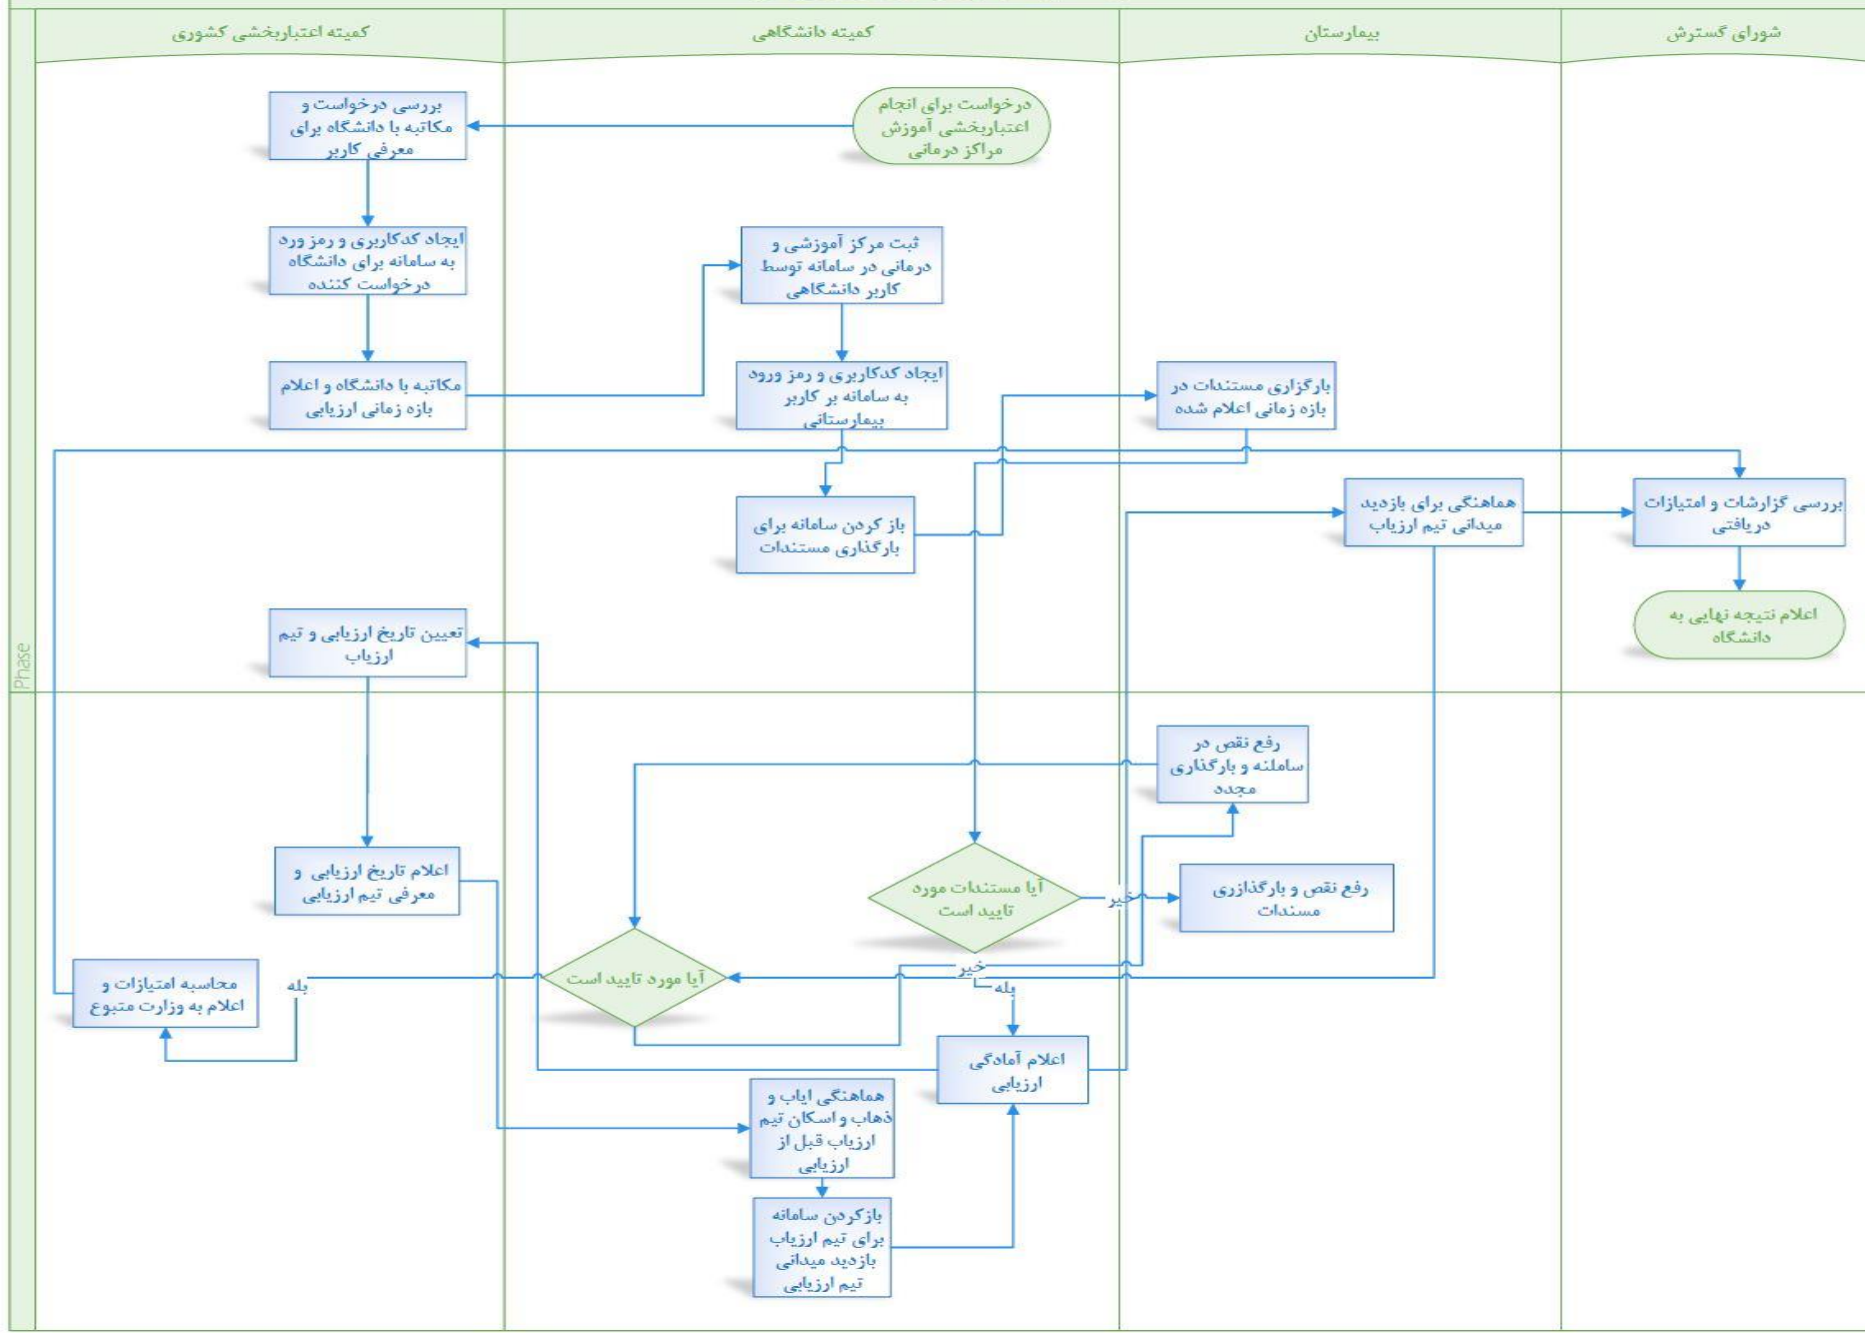 شورای گسترش
بیمارستان
کمیته دانشگاهی
کمیته اعتباربخشی کشوری
Phase
درخواست برای انجام
اعتباربخشی آموزش
مراکز درمانی
بررسی درخواست و
مکاتبه با دانشگاه برای
معرفی کاربر
ایجاد کدکاربری و رمز ورد
به سامانه برای دانشگاه
درخواست کننده
مکاتبه با دانشگاه و اعلام
بازه زمانی ارزیابی
ثبت مرکز آموزشی و
درمانی در سامانه توسط
کاربر دانشگاهی
ایجاد کدکاربری و رمز ورود
به سامانه بر کاربر
بیمارستانی
باز کردن سامانه برای
بارگذاری مستندات
بارگزاری مستندات در
بازه زمانی اعلام شده
هماهنگی برای بازدید
میدانی تیم ارزیاب
بررسی گزارشات و امتیازات
دریافتی
اعلام نتیجه نهایی به
دانشگاه
تعیین تاریخ ارزیابی و تیم
ارزیاب
رفع نقص در
ساملنه و بارگذاری
مجدد
آیا مستندات مورد
تایید است
خیر
رفع نقص و بارگذازری
مسندات
اعلام تاریخ ارزیابی و
معرفی تیم ارزیابی
آیا مورد تایید است
خیر
بله
بله
محاسبه امتیازات و
اعلام به وزارت متبوع
اعلام آمادگی
ارزیابی
هماهنگی ایاب و
ذهاب و اسکان تیم
ارزیاب قبل از
ارزیابی
بازکردن سامانه
برای تیم ارزیاب
بازدید میدانی
تیم ارزیابی